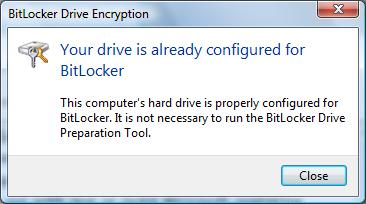 BitLocker Drive Encryption
Your drive is already configured for
BitLocker
This computer's hard drive is properly configured for
BitLocker. It is not necessary to run the BitLocker Drive
Preparation Tool.
Close